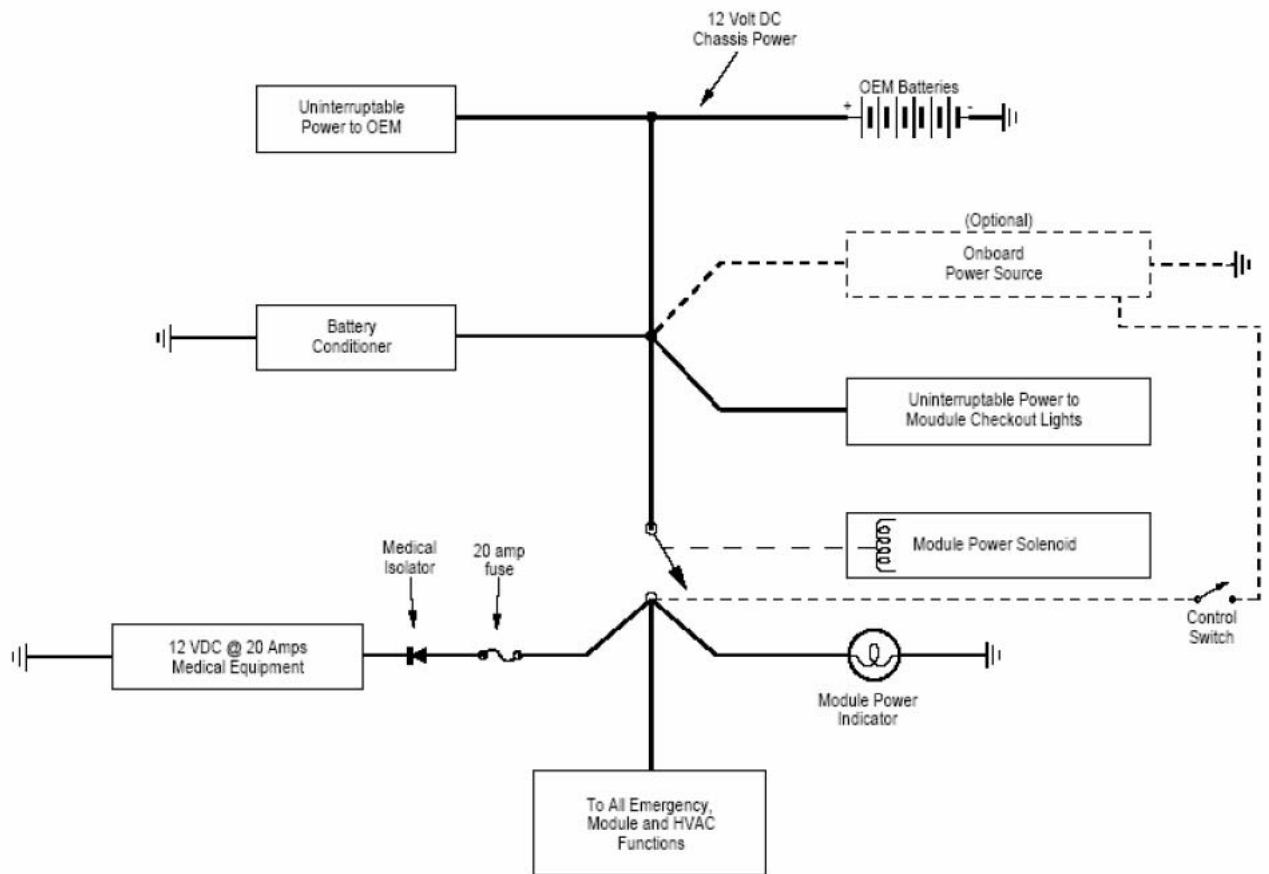 12 Volt DC
Chassis Power
Uninterruptable
Power to OEM
OEM Batteries
+
-
(Optional)
Onboard
Power Source
Battery
Conditioner
Uninterruptable Power to
Moudule Checkout Lights
Module Power Solenoid
Medical
Isolator
20 amp
fuse
Control
Switch
12 VDC @ 20 Amps
Medical Equipment
Module Power
Indicator
To All Emergency,
Module and HVAC
Functions